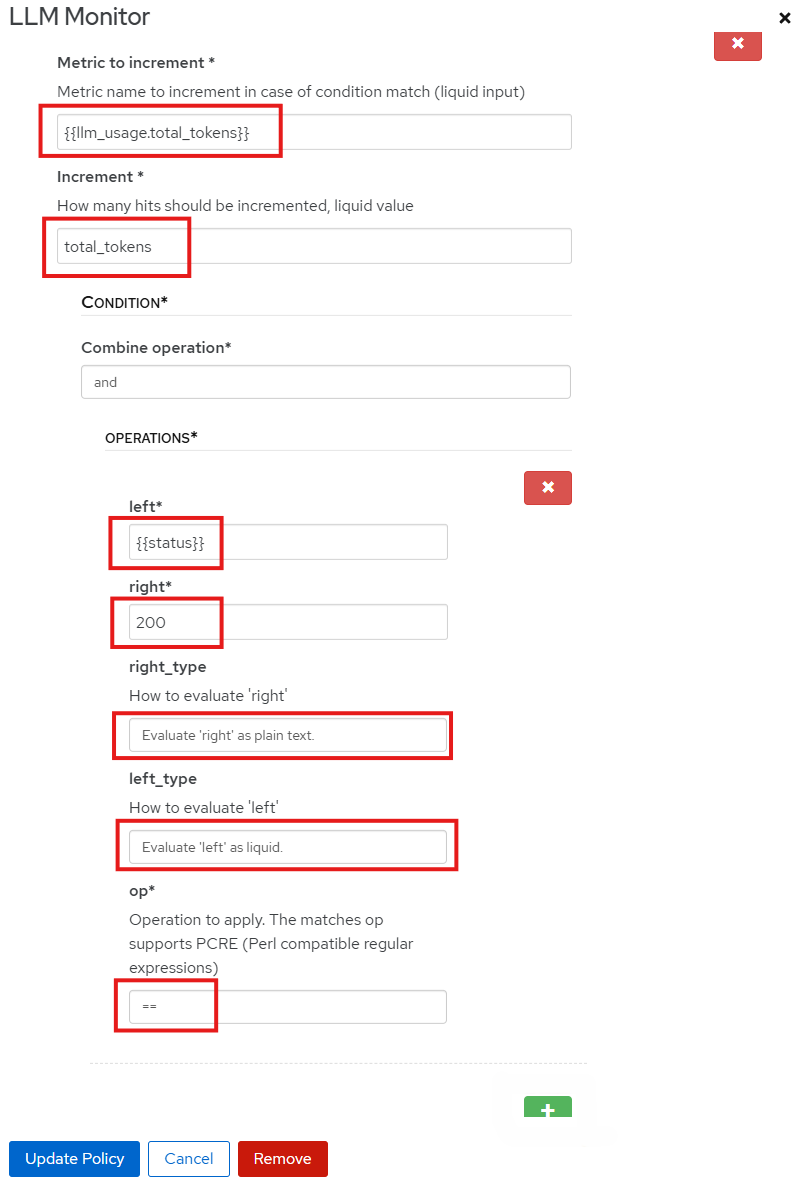 LLM Monitor
Metric to increment *
Metric name to increment in case of condition match (liquid input)
{{llm_usage.total_tokens}}
Increment *
How many hits should be incremented, liquid value
total_tokens
CONDITION*
Combine operation*
and
OPERATIONS*
left*
{{status}}
right*
200
right_type
How to evaluate 'right'
Evaluate 'right' as plain text.
left_type
How to evaluate 'left'
Evaluate 'left' as liquid.
op*
Operation to apply. The matches op
supports PCRE (Perl compatible regular
expressions)
==
Update Policy Cancel Remove